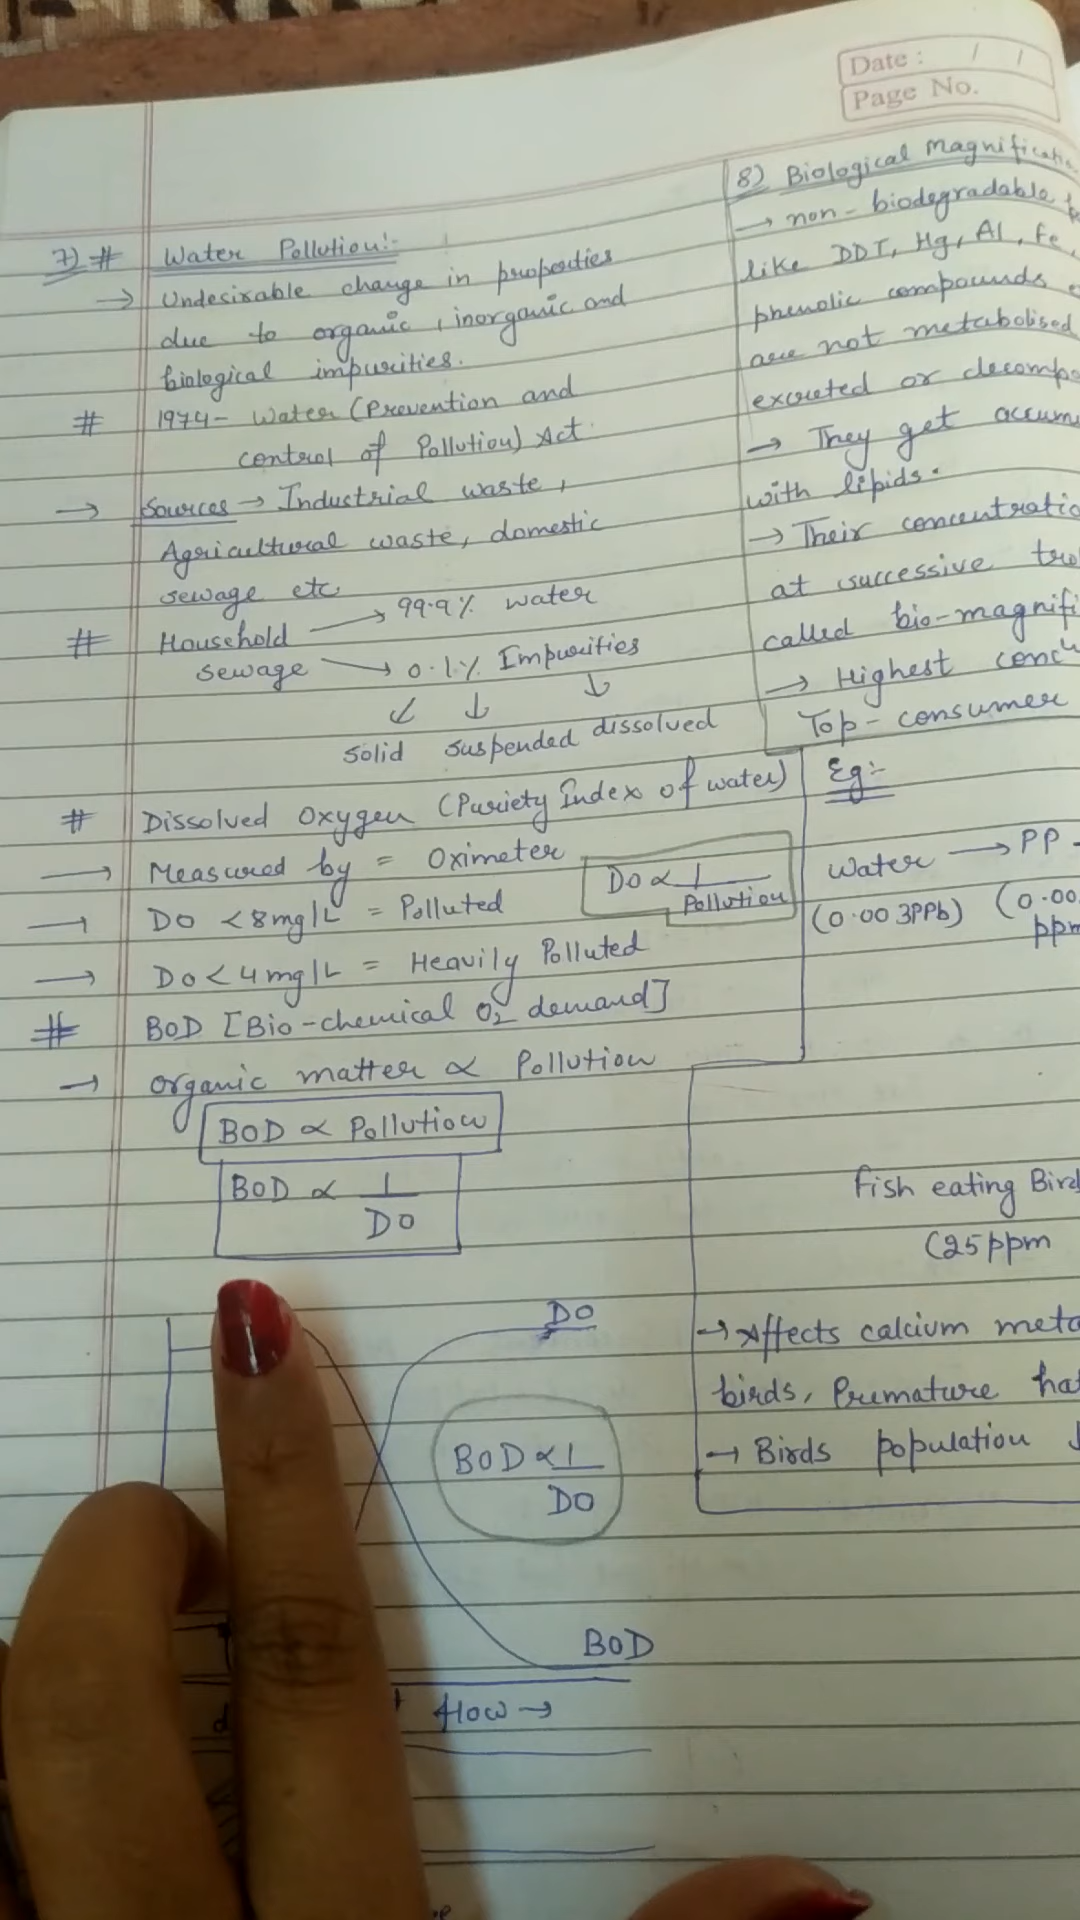 Date : / /
Page No.
7) # Water Pollution:-
→ Undesirable change in properties
due to organic, inorganic and
biological impurities.
# 1974- Water (Prevention and
control of Pollution) Act.
→ Sources → Industrial waste,
Agricultural waste, domestic
sewage etc
# Household → 99.9% water
sewage → 0.1% Impurities
↓ ↓ ↓
Solid suspended dissolved
# Dissolved Oxygen (Puriety Index of water)
→ Measured by = Oximeter
DO ∝ 1
Pollution
→ DO < 8mg/L = Polluted
→ DO < 4mg/L = Heavily Polluted
# BOD [Bio-chemical O2 demand]
→ organic matter ∝ Pollution
BOD ∝ Pollution
BOD ∝ 1
DO
DO
BOD ∝ 1
DO
BOD
flow →
8) Biological Magnificati
→ non-biodegradable
like DDT, Hg, Al, Fe,
phenolic compounds
are not metabolised
excreted or decompo
→ They get accum
with lipids.
→ Their concentratio
at successive tro
called bio-magnifi
→ Highest conc
Top-consumer
Eg:-
Water → PP
(0.003PPb) (0.00
ppm
Fish eating Bird
(25ppm
→ Affects calcium meta
birds, Premature hat
→ Birds population ↓